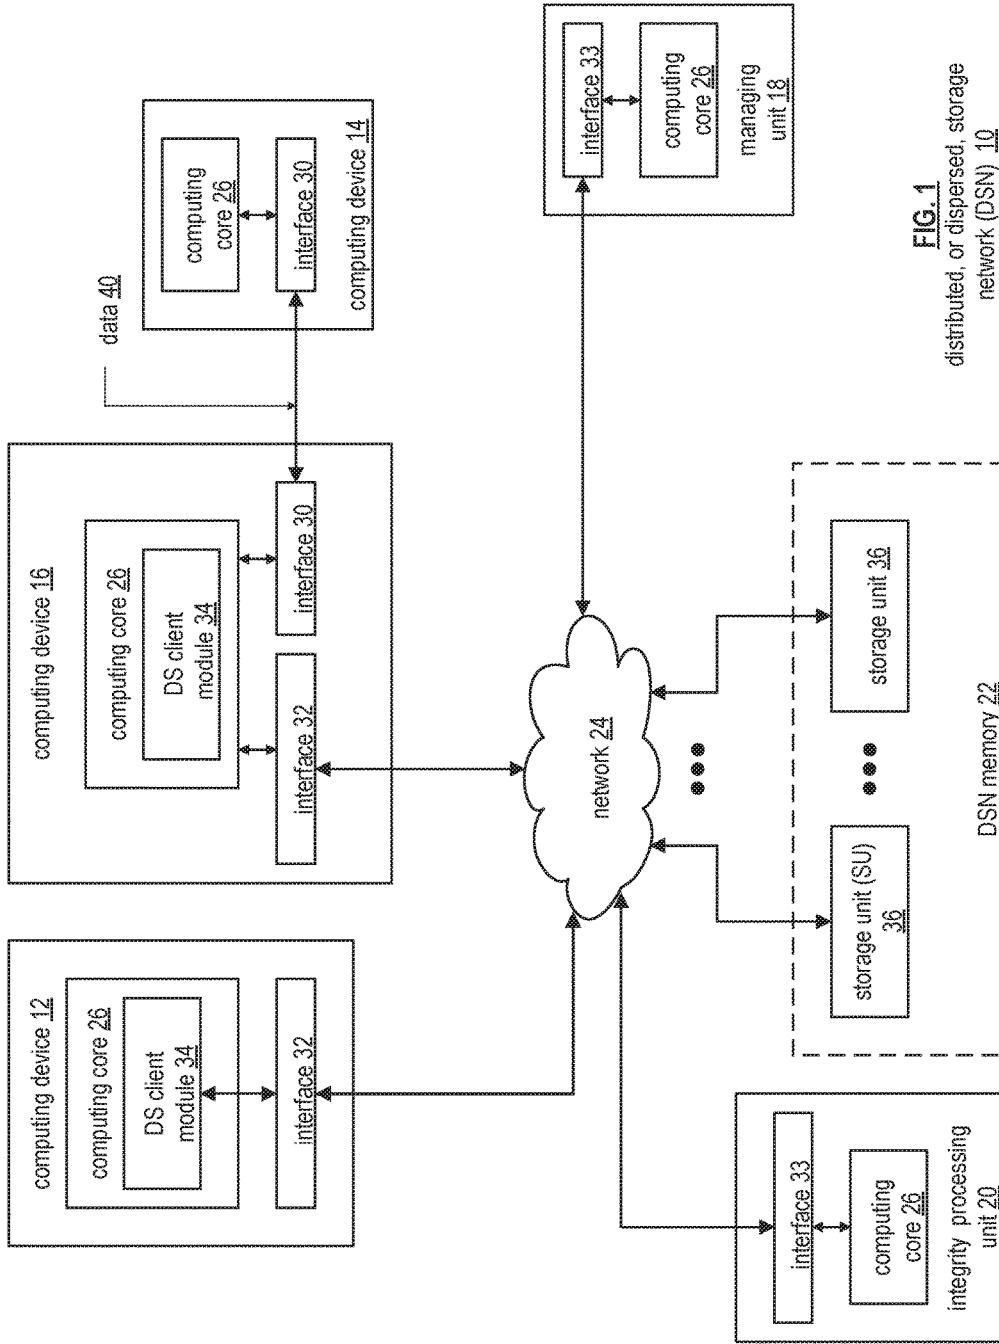 computing device 12
computing core 26
DS client
module 34
interface 32
computing device 16
computing core 26
DS client
module 34
interface 32
interface 30
data 40
computing
core 26
interface 30
computing device 14
network 24
interface 33
computing
core 26
managing
unit 18
interface 33
computing
core 26
integrity processing
unit 20
storage unit (SU)
36
storage unit 36
DSN memory 22
FIG. 1
distributed, or dispersed, storage
network (DSN) 10